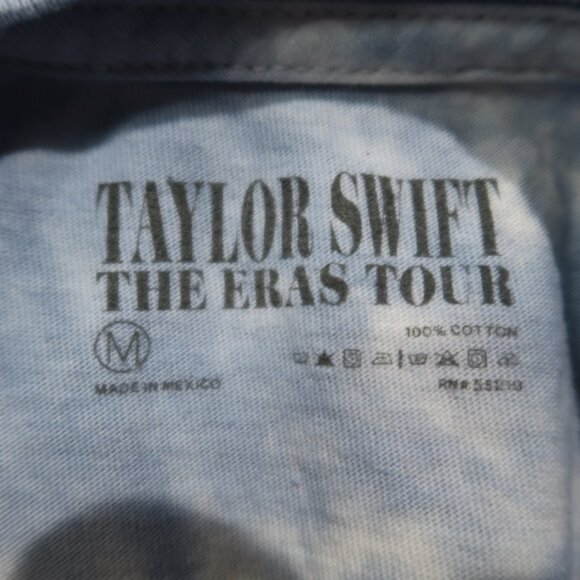 TAYLOR SWIFT
THE ERAS TOUR
M
100% COTTON
MADE IN MEXICO
RN#